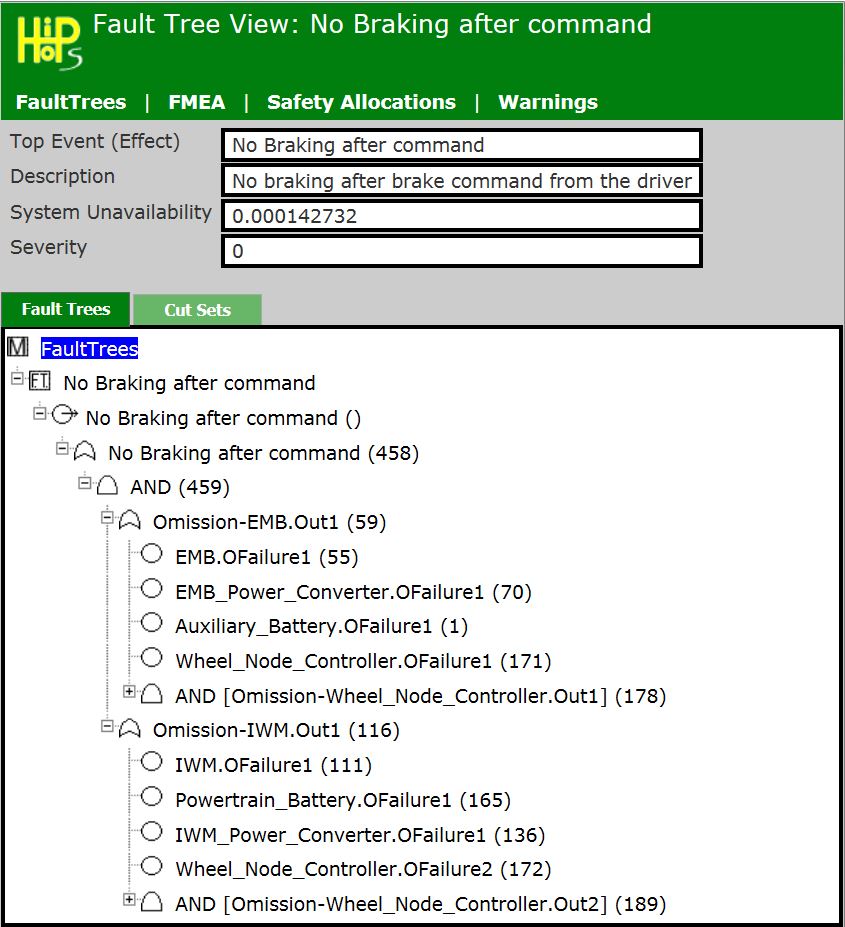 HiP HOPS
Fault Tree View: No Braking after command
FaultTrees | FMEA | Safety Allocations | Warnings
Top Event (Effect) No Braking after command
Description No braking after brake command from the driver
System Unavailability 0.000142732
Severity 0
Fault Trees Cut Sets
M FaultTrees
F.T. No Braking after command
No Braking after command ()
No Braking after command (458)
AND (459)
Omission-EMB.Out1 (59)
EMB.OFailure1 (55)
EMB_Power_Converter.OFailure1 (70)
Auxiliary_Battery.OFailure1 (1)
Wheel_Node_Controller.OFailure1 (171)
AND [Omission-Wheel_Node_Controller.Out1] (178)
Omission-IWM.Out1 (116)
IWM.OFailure1 (111)
Powertrain_Battery.OFailure1 (165)
IWM_Power_Converter.OFailure1 (136)
Wheel_Node_Controller.OFailure2 (172)
AND [Omission-Wheel_Node_Controller.Out2] (189)